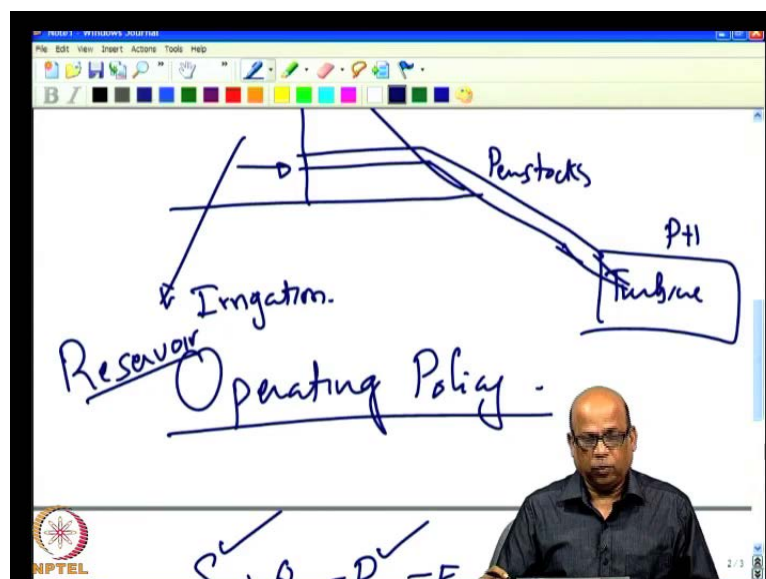 Note1 - Windows Journal
File Edit View Insert Actions Tools Help
B I
Penstocks
PH
Turbine
Irrigation.
Reservoir
Operating Policy.
NPTEL
2/3